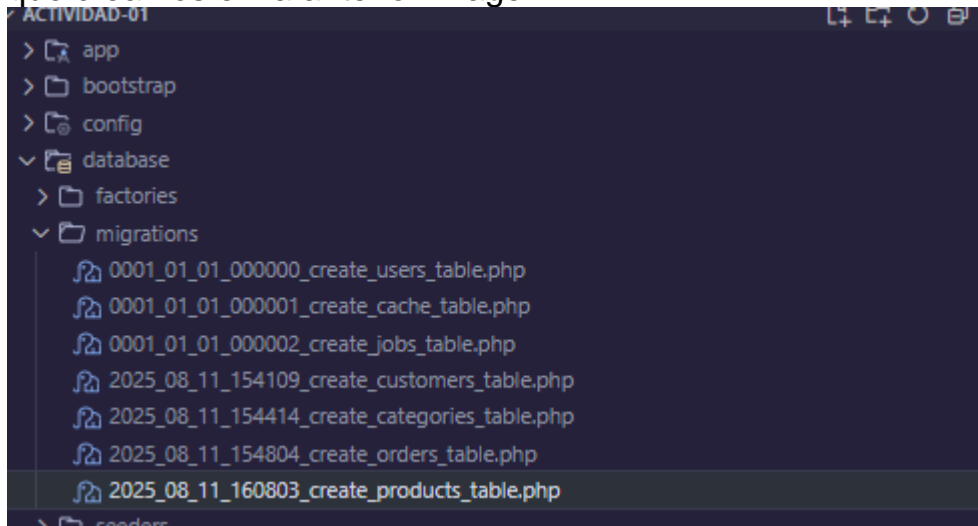 ACTIVIDAD-01
app
bootstrap
config
database
factories
migrations
0001_01_01_000000_create_users_table.php
0001_01_01_000001_create_cache_table.php
0001_01_01_000002_create_jobs_table.php
2025_08_11_154109_create_customers_table.php
2025_08_11_154414_create_categories_table.php
2025_08_11_154804_create_orders_table.php
2025_08_11_160803_create_products_table.php
seeders